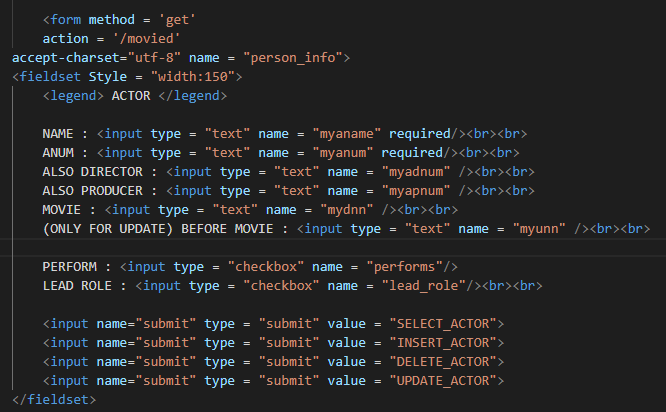 <form method = 'get'
action = '/movied'
accept-charset="utf-8" name = "person_info">
<fieldset Style = "width:150">
<legend> ACTOR </legend>
NAME : <input type = "text" name = "myaname" required/><br><br>
ANUM : <input type = "text" name = "myanum" required/><br><br>
ALSO DIRECTOR : <input type = "text" name = "myadnum" /><br><br>
ALSO PRODUCER : <input type = "text" name = "myapnum" /><br><br>
MOVIE : <input type = "text" name = "mydnn" /><br><br>
(ONLY FOR UPDATE) BEFORE MOVIE : <input type = "text" name = "myunn" /><br><br>
PERFORM : <input type = "checkbox" name = "performs"/>
LEAD ROLE : <input type = "checkbox" name = "lead_role"/><br><br>
<input name="submit" type = "submit" value = "SELECT_ACTOR">
<input name="submit" type = "submit" value = "INSERT_ACTOR">
<input name="submit" type = "submit" value = "DELETE_ACTOR">
<input name="submit" type = "submit" value = "UPDATE_ACTOR">
</fieldset>